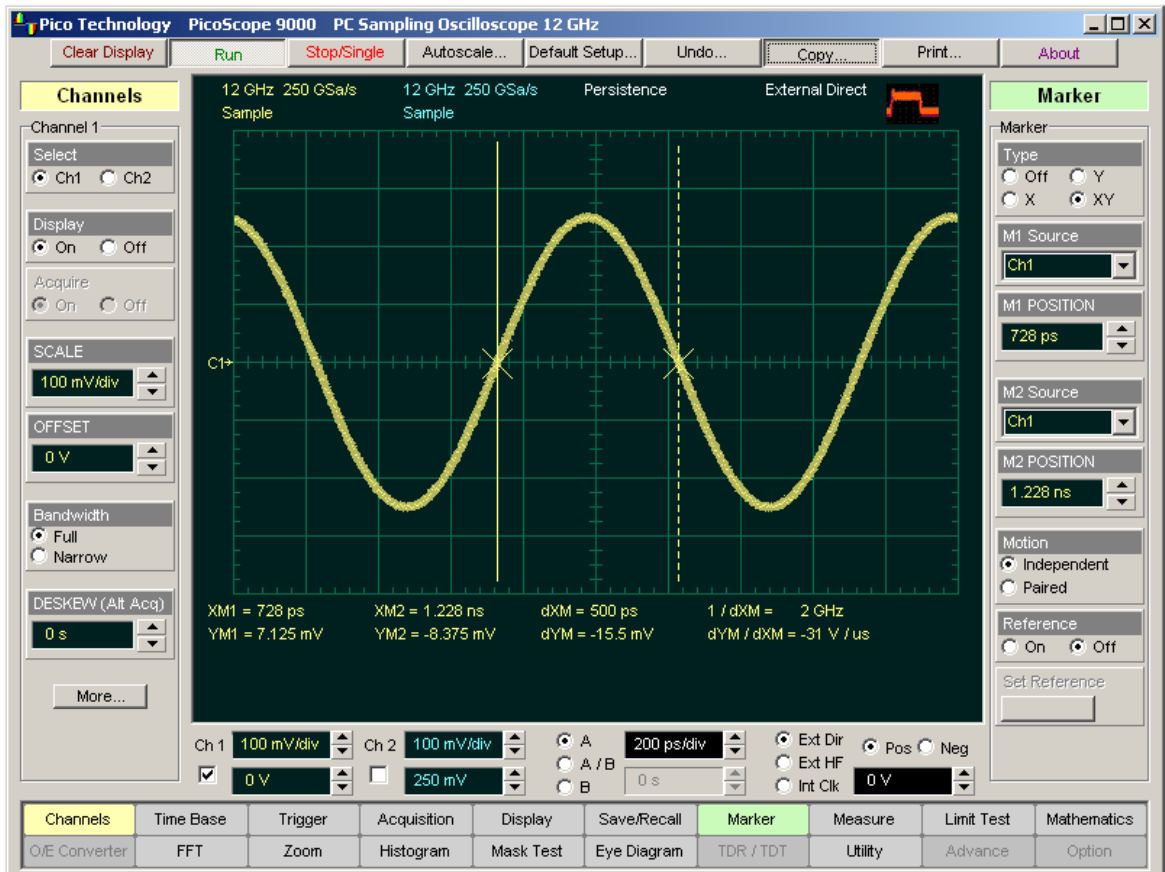 Pico Technology PicoScope 9000 PC Sampling Oscilloscope 12 GHz
Clear Display Run Stop/Single Autoscale... Default Setup... Undo... Copy... Print... About
Channels
Channel 1
Select
Ch1 Ch2
Display
On Off
Acquire
On Off
SCALE
100 mV/div
OFFSET
0 V
Bandwidth
Full
Narrow
DESKEW (Alt Acq)
0 s
More...
12 GHz 250 GSa/s 12 GHz 250 GSa/s Persistence External Direct
Sample Sample
C1
XM1 = 728 ps XM2 = 1.228 ns dXM = 500 ps 1 / dXM = 2 GHz
YM1 = 7.125 mV YM2 = -8.375 mV dYM = -15.5 mV dYM / dXM = -31 V / us
Marker
Marker
Type
Off Y
X XY
M1 Source
Ch1
M1 POSITION
728 ps
M2 Source
Ch1
M2 POSITION
1.228 ns
Motion
Independent
Paired
Reference
On Off
Set Reference
Ch 1 100 mV/div Ch 2 100 mV/div A 200 ps/div Ext Dir Pos Neg
A / B Ext HF
0 V 250 mV B 0 s Int Clk 0 V
Channels Time Base Trigger Acquisition Display Save/Recall Marker Measure Limit Test Mathematics
O/E Converter FFT Zoom Histogram Mask Test Eye Diagram TDR / TDT Utility Advance Option